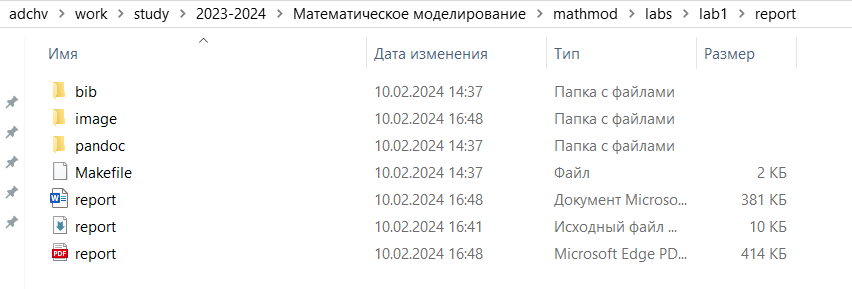 adchv › work › study › 2023-2024 › Математическое моделирование › mathmod › labs › lab1 › report
Имя Дата изменения Тип Размер
bib 10.02.2024 14:37 Папка с файлами
image 10.02.2024 16:48 Папка с файлами
pandoc 10.02.2024 14:37 Папка с файлами
Makefile 10.02.2024 14:37 Файл 2 КБ
report 10.02.2024 16:48 Документ Microso... 381 КБ
report 10.02.2024 16:41 Исходный файл ... 10 КБ
PDF report 10.02.2024 16:48 Microsoft Edge PD... 414 КБ